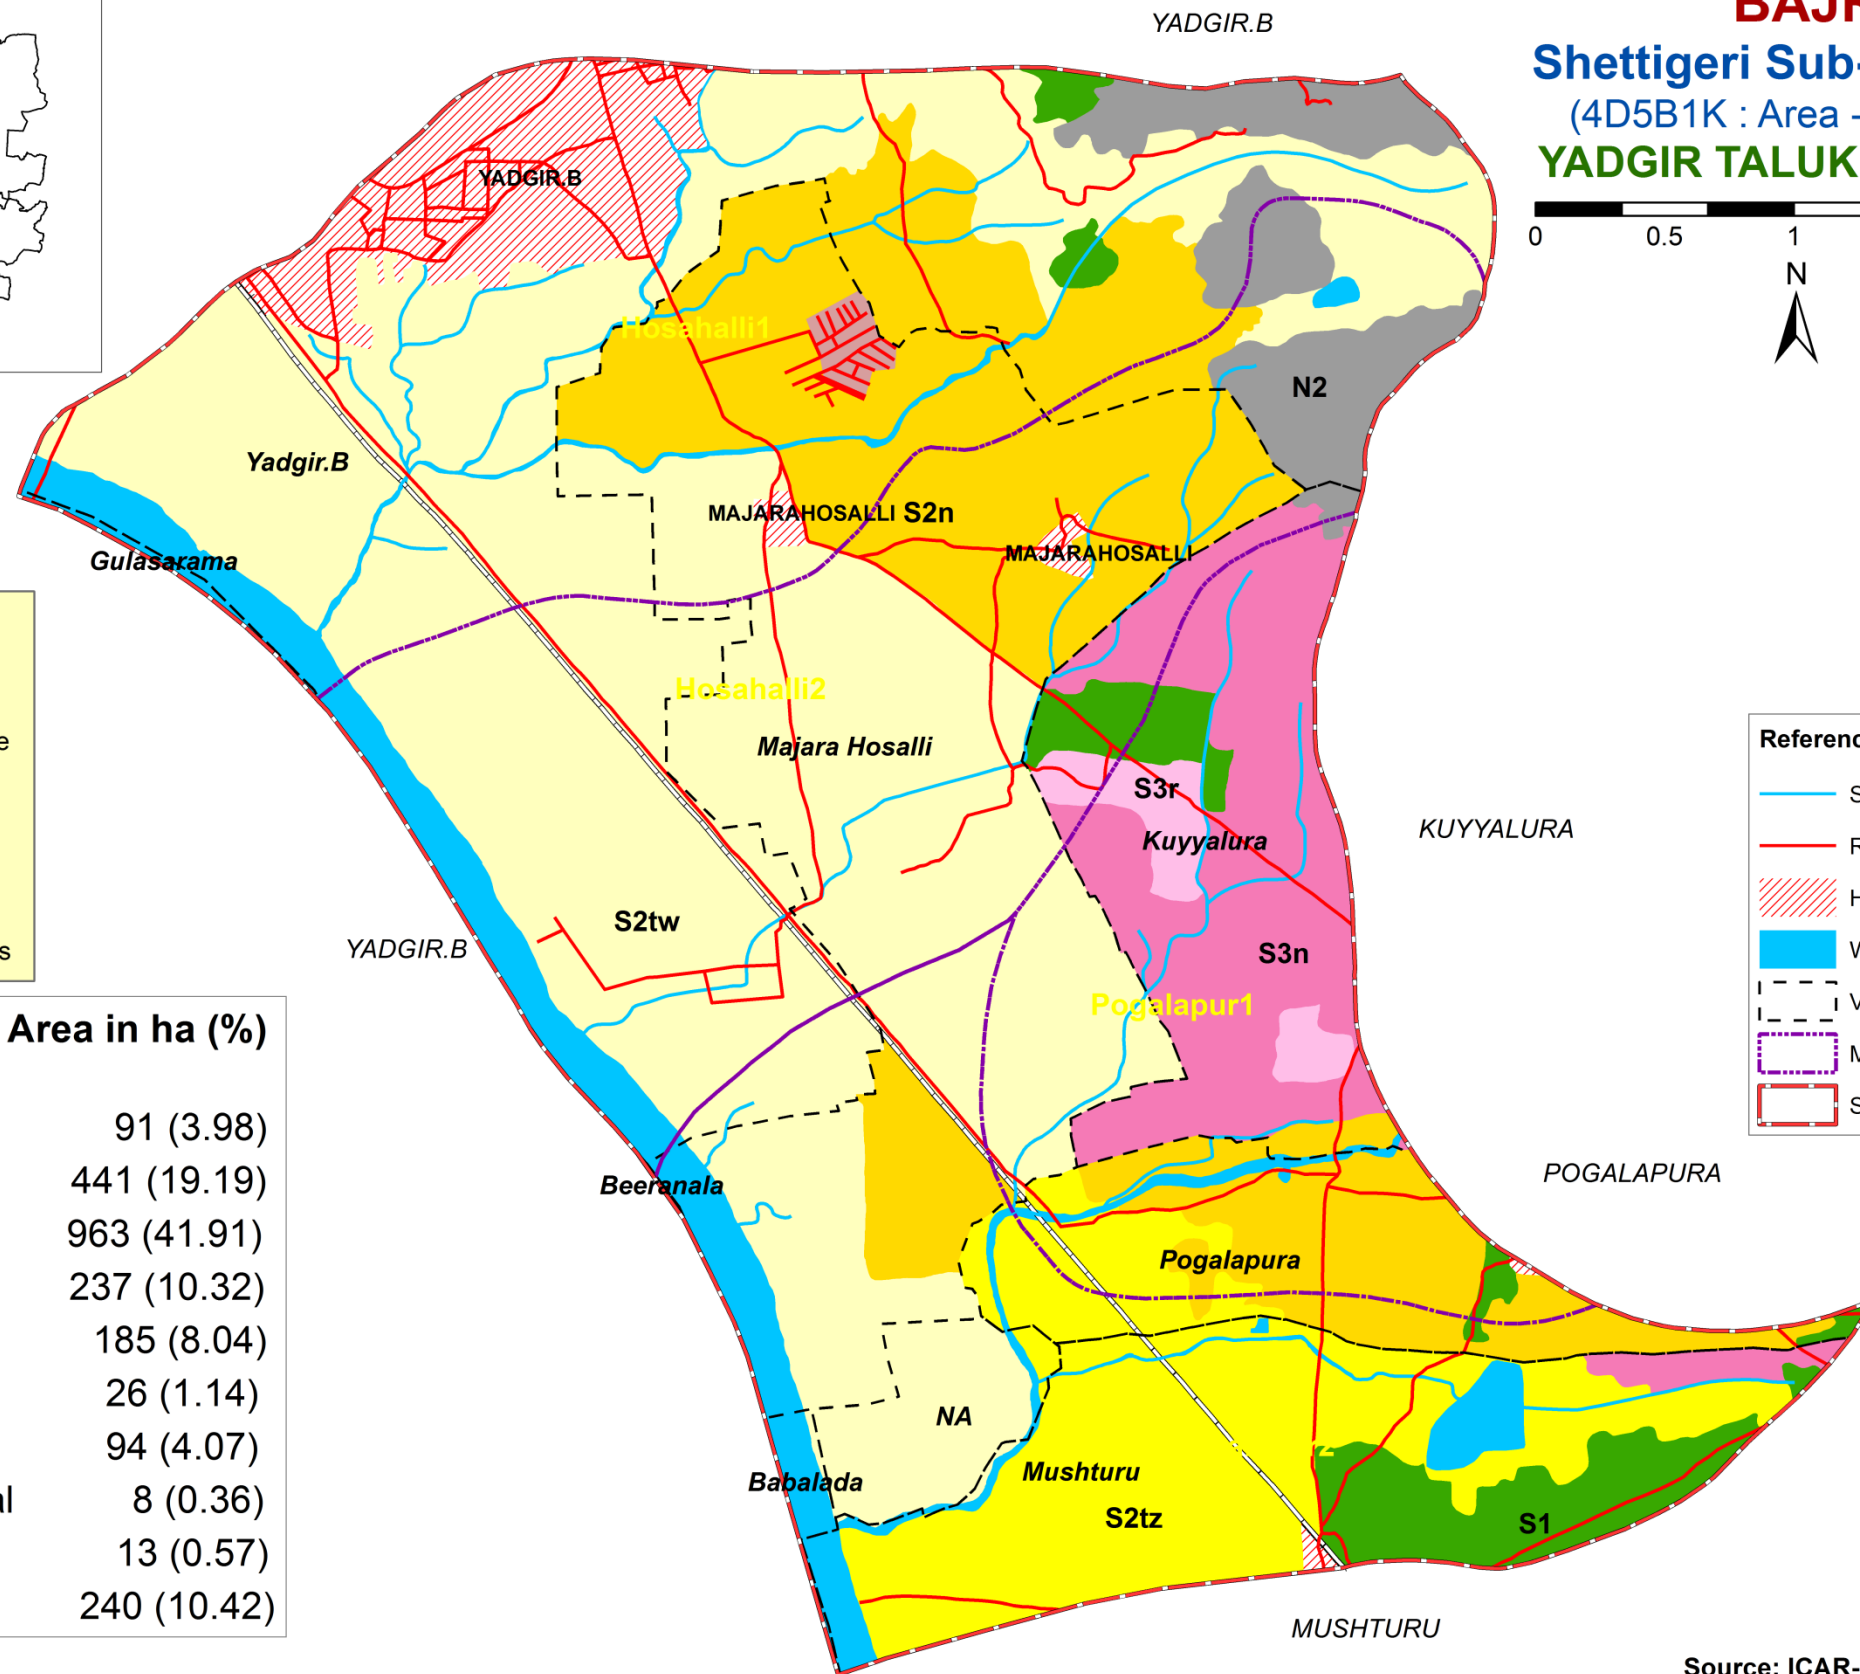 YADGIR.B
BAJR
Shettigeri Sub-
(4D5B1K : Area -
YADGIR TALUK
0 0.5 1
N
YADGIR.B
Hosahalli1
N2
Yadgir.B
MAJARAHOSALLI S2n
MAJARAHOSALLI
Gulasarama
Hosahalli2
Majara Hosalli
S3r
Kuyyalura
KUYYALURA
S2tw
YADGIR.B
S3n
Pogalapur1
Referenc
S
R
H
W
V
M
S
e
s
Area in ha (%)
91 (3.98)
441 (19.19)
963 (41.91)
237 (10.32)
185 (8.04)
26 (1.14)
94 (4.07)
al 8 (0.36)
13 (0.57)
240 (10.42)
POGALAPURA
Beeranala
Pogalapura
NA
2
Mushturu
Babalada
S2tz
S1
MUSHTURU
Source: ICAR-